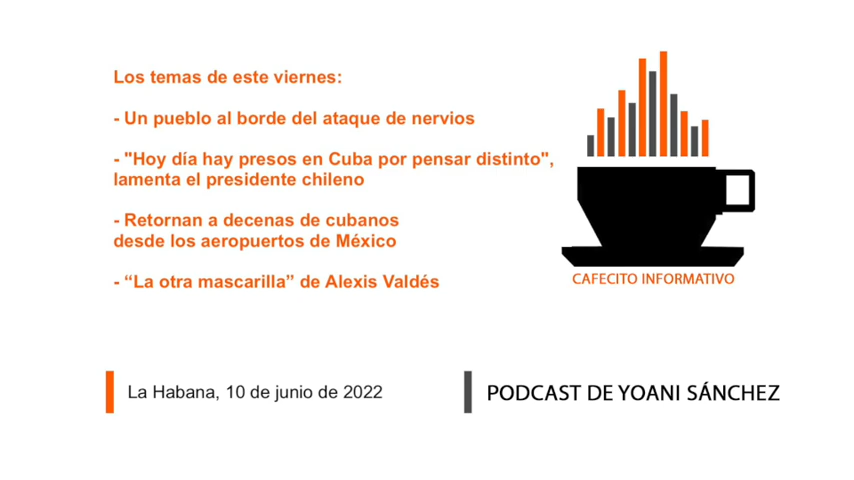 Los temas de este viernes:
- Un pueblo al borde del ataque de nervios
- "Hoy día hay presos en Cuba por pensar distinto",
lamenta el presidente chileno
- Retornan a decenas de cubanos
desde los aeropuertos de México
- “La otra mascarilla” de Alexis Valdés
CAFECITO INFORMATIVO
La Habana, 10 de junio de 2022
PODCAST DE YOANI SÁNCHEZ